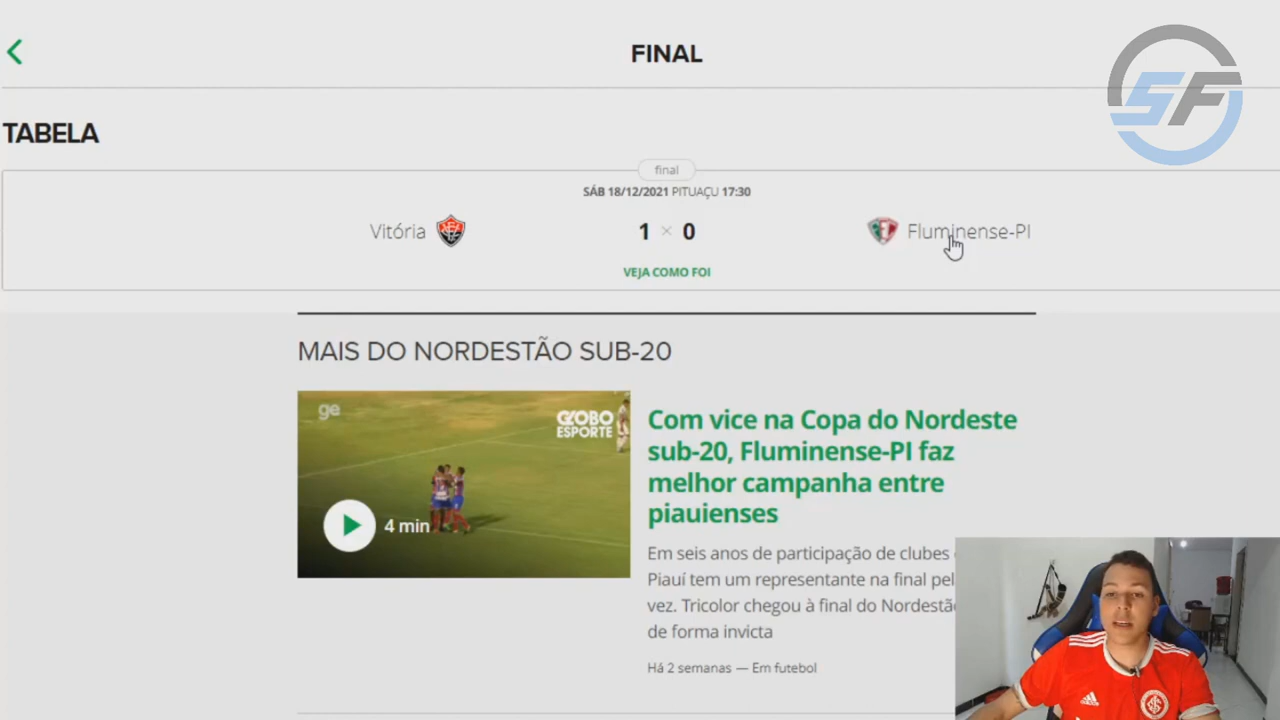 FINAL
SF
TABELA
final
SÁB 18/12/2021 PITUAÇU 17:30
Vitória 1 × 0 Fluminense-PI
VEJA COMO FOI
MAIS DO NORDESTÃO SUB-20
ge
GLOBO
ESPORTE
4 min
Com vice na Copa do Nordeste
sub-20, Fluminense-PI faz
melhor campanha entre
piauienses
Em seis anos de participação de clubes
Piauí tem um representante na final pel
vez. Tricolor chegou à final do Nordestão
de forma invicta
Há 2 semanas — Em futebol
adidas